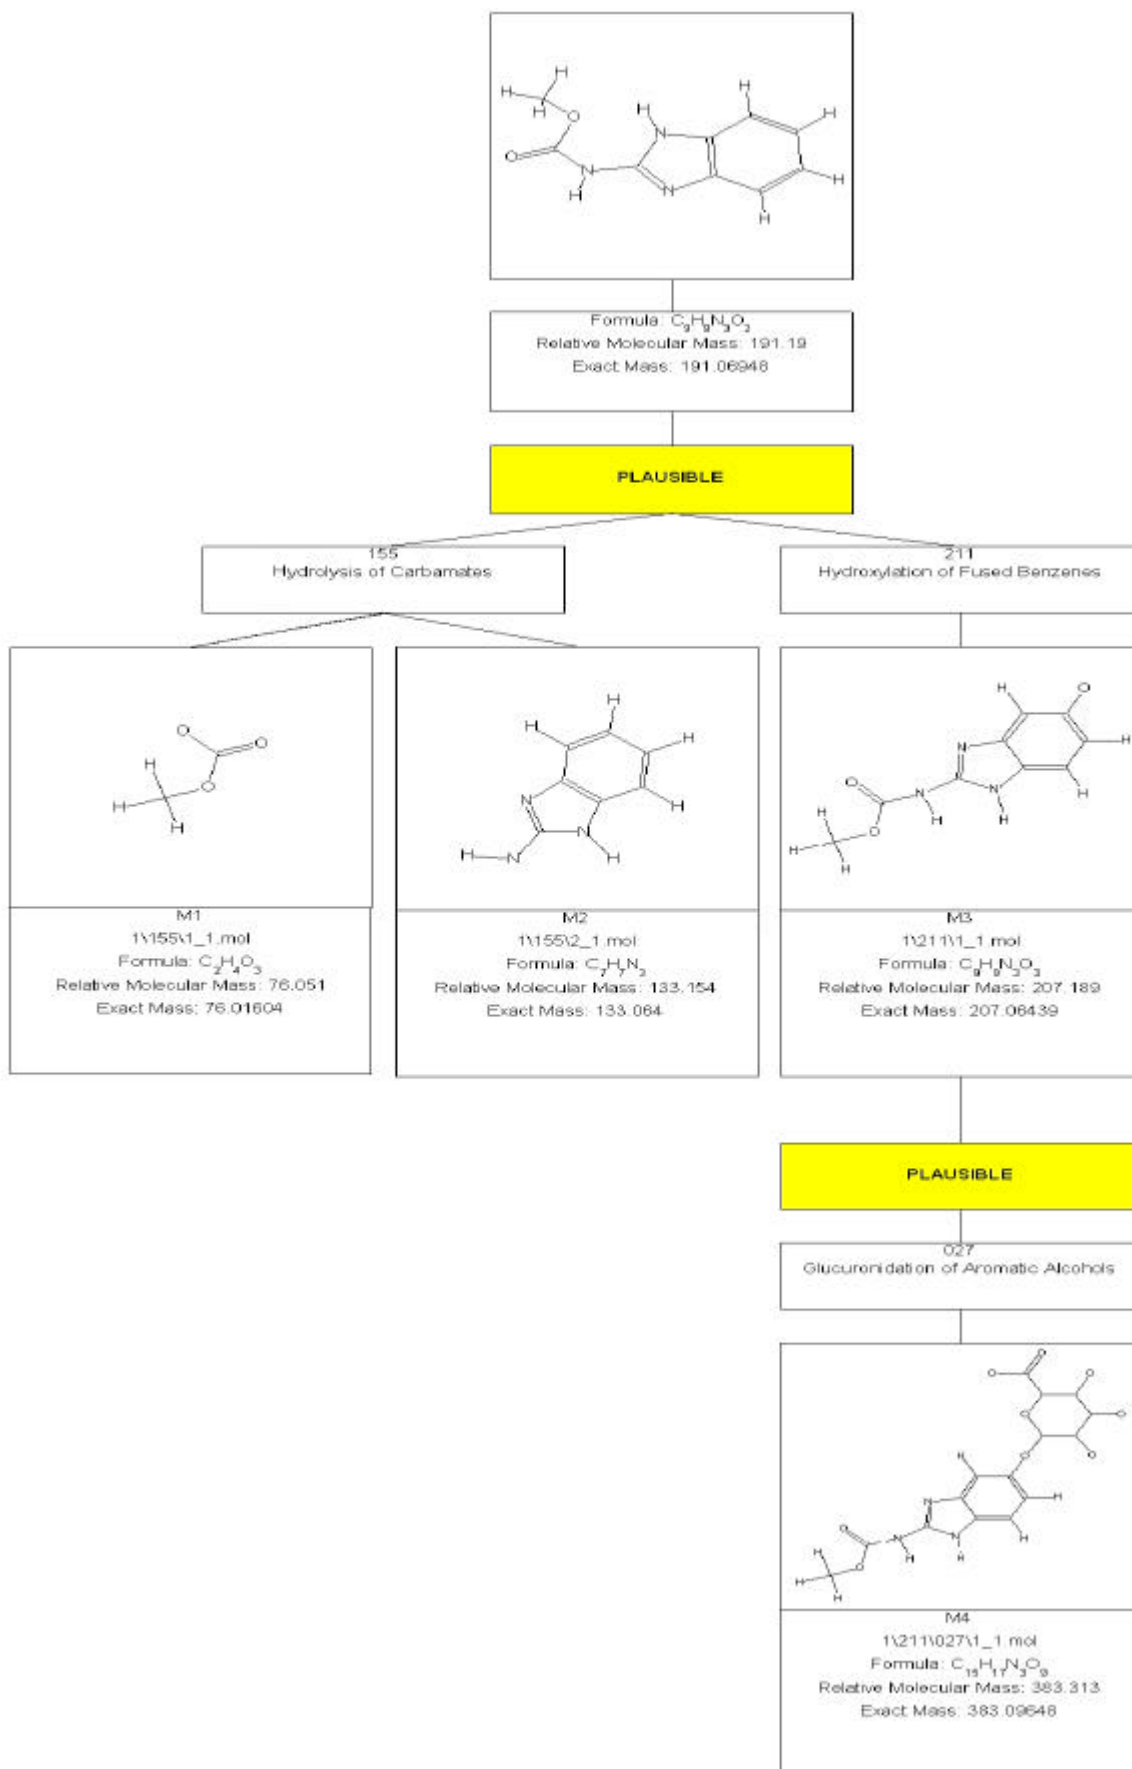 H
H H
H O H H
N
O N H
H N
H
Formula: C₉H₉N₃O₂
Relative Molecular Mass: 191.19
Exact Mass: 191.06948
PLAUSIBLE
155
Hydrolysis of Carbamates
211
Hydroxylation of Fused Benzenes
O O
H
O
H
H
M1
1\155\1_1.mol
Formula: C₂H₄O₃
Relative Molecular Mass: 76.051
Exact Mass: 76.01604
H
H H
N H
N
H N H
M2
1\155\2_1.mol
Formula: C₇H₇N₃
Relative Molecular Mass: 133.154
Exact Mass: 133.064
H O
N H
O N N H
H H H
O
H H
M3
1\211\1_1.mol
Formula: C₉H₉N₃O₃
Relative Molecular Mass: 207.189
Exact Mass: 207.06439
PLAUSIBLE
027
Glucuronidation of Aromatic Alcohols
O
O O
O O
H O O
N H
O N N H
H H H
O
H H
M4
1\211\027\1_1.mol
Formula: C₁₅H₁₇N₃O₉
Relative Molecular Mass: 383.313
Exact Mass: 383.09648